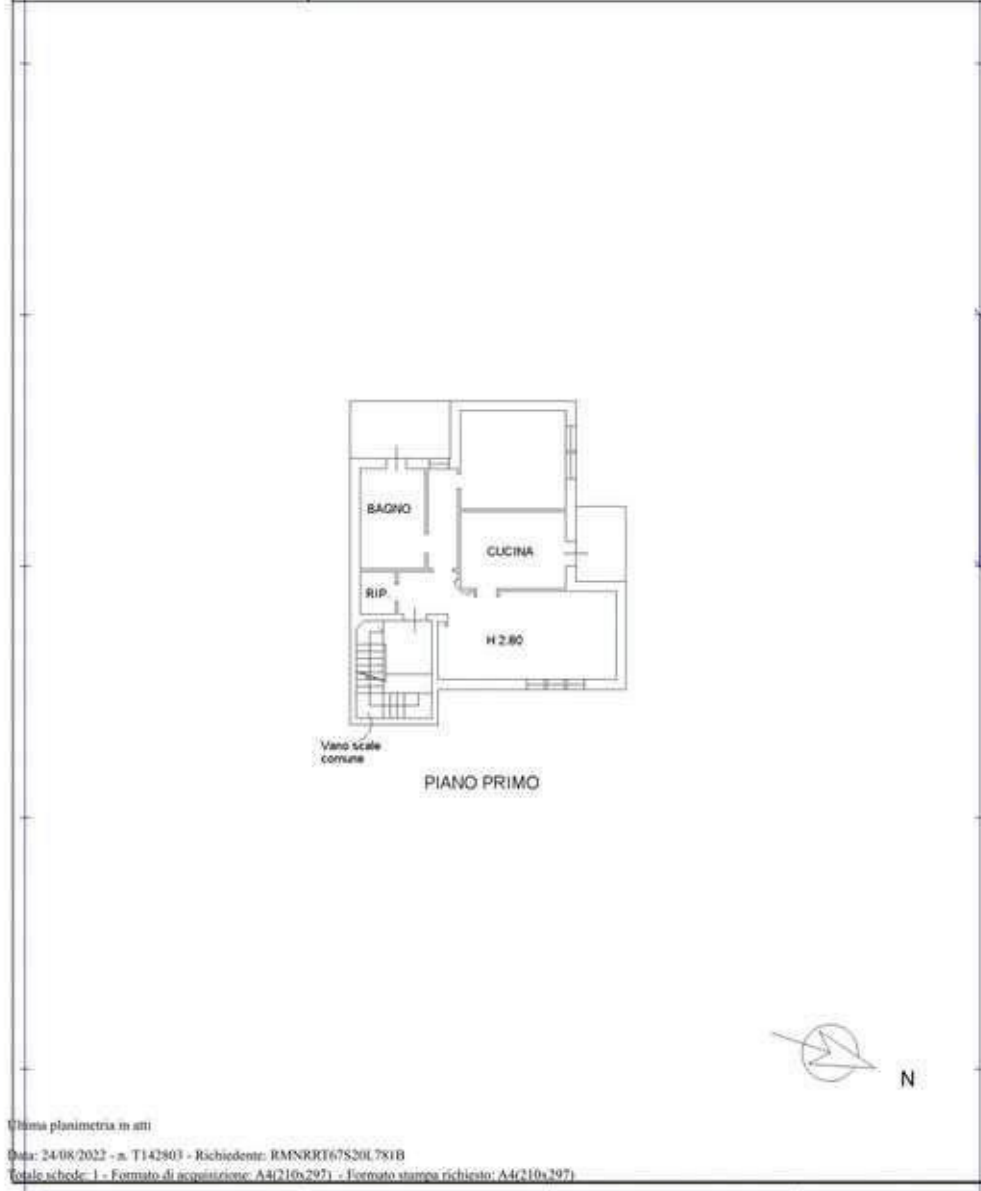 BAGNO
CUCINA
RIP.
H 2.80
Vano scale
comune
PIANO PRIMO
N
Ultima planimetria in atti
Data: 24/08/2022 - n. T142803 - Richiedente: RMNRRT67S20L781B
Totale schede: 1 - Formato di acquisizione: A4(210x297) - Formato stampa richiesto: A4(210x297)